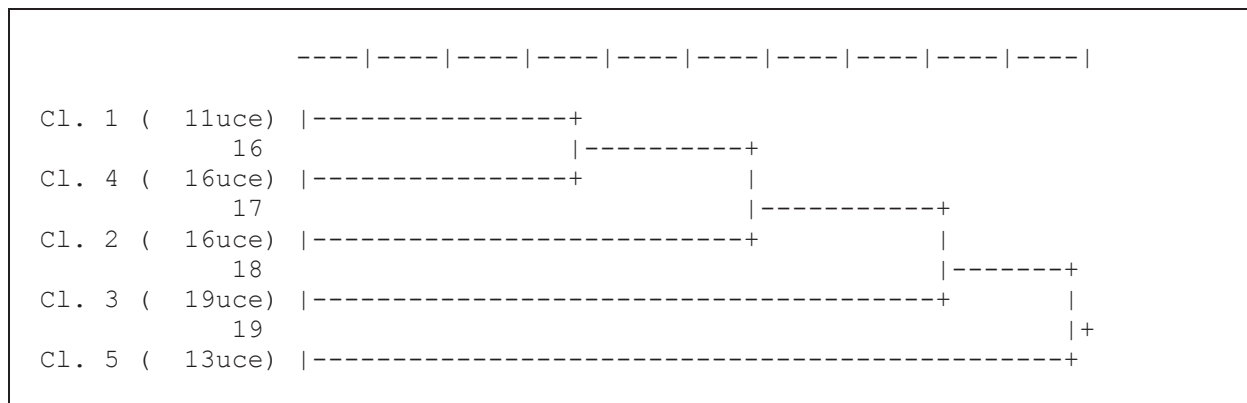 ----|----|----|----|----|----|----|----|----|----|
Cl. 1 (  11uce) |----------------+
            16                   |----------+
Cl. 4 (  16uce) |----------------+          |
            17                              |-----------+
Cl. 2 (  16uce) |---------------------------+           |
            18                                          |-------+
Cl. 3 (  19uce) |---------------------------------------+       |
            19                                                  |+
Cl. 5 (  13uce) |-----------------------------------------------+